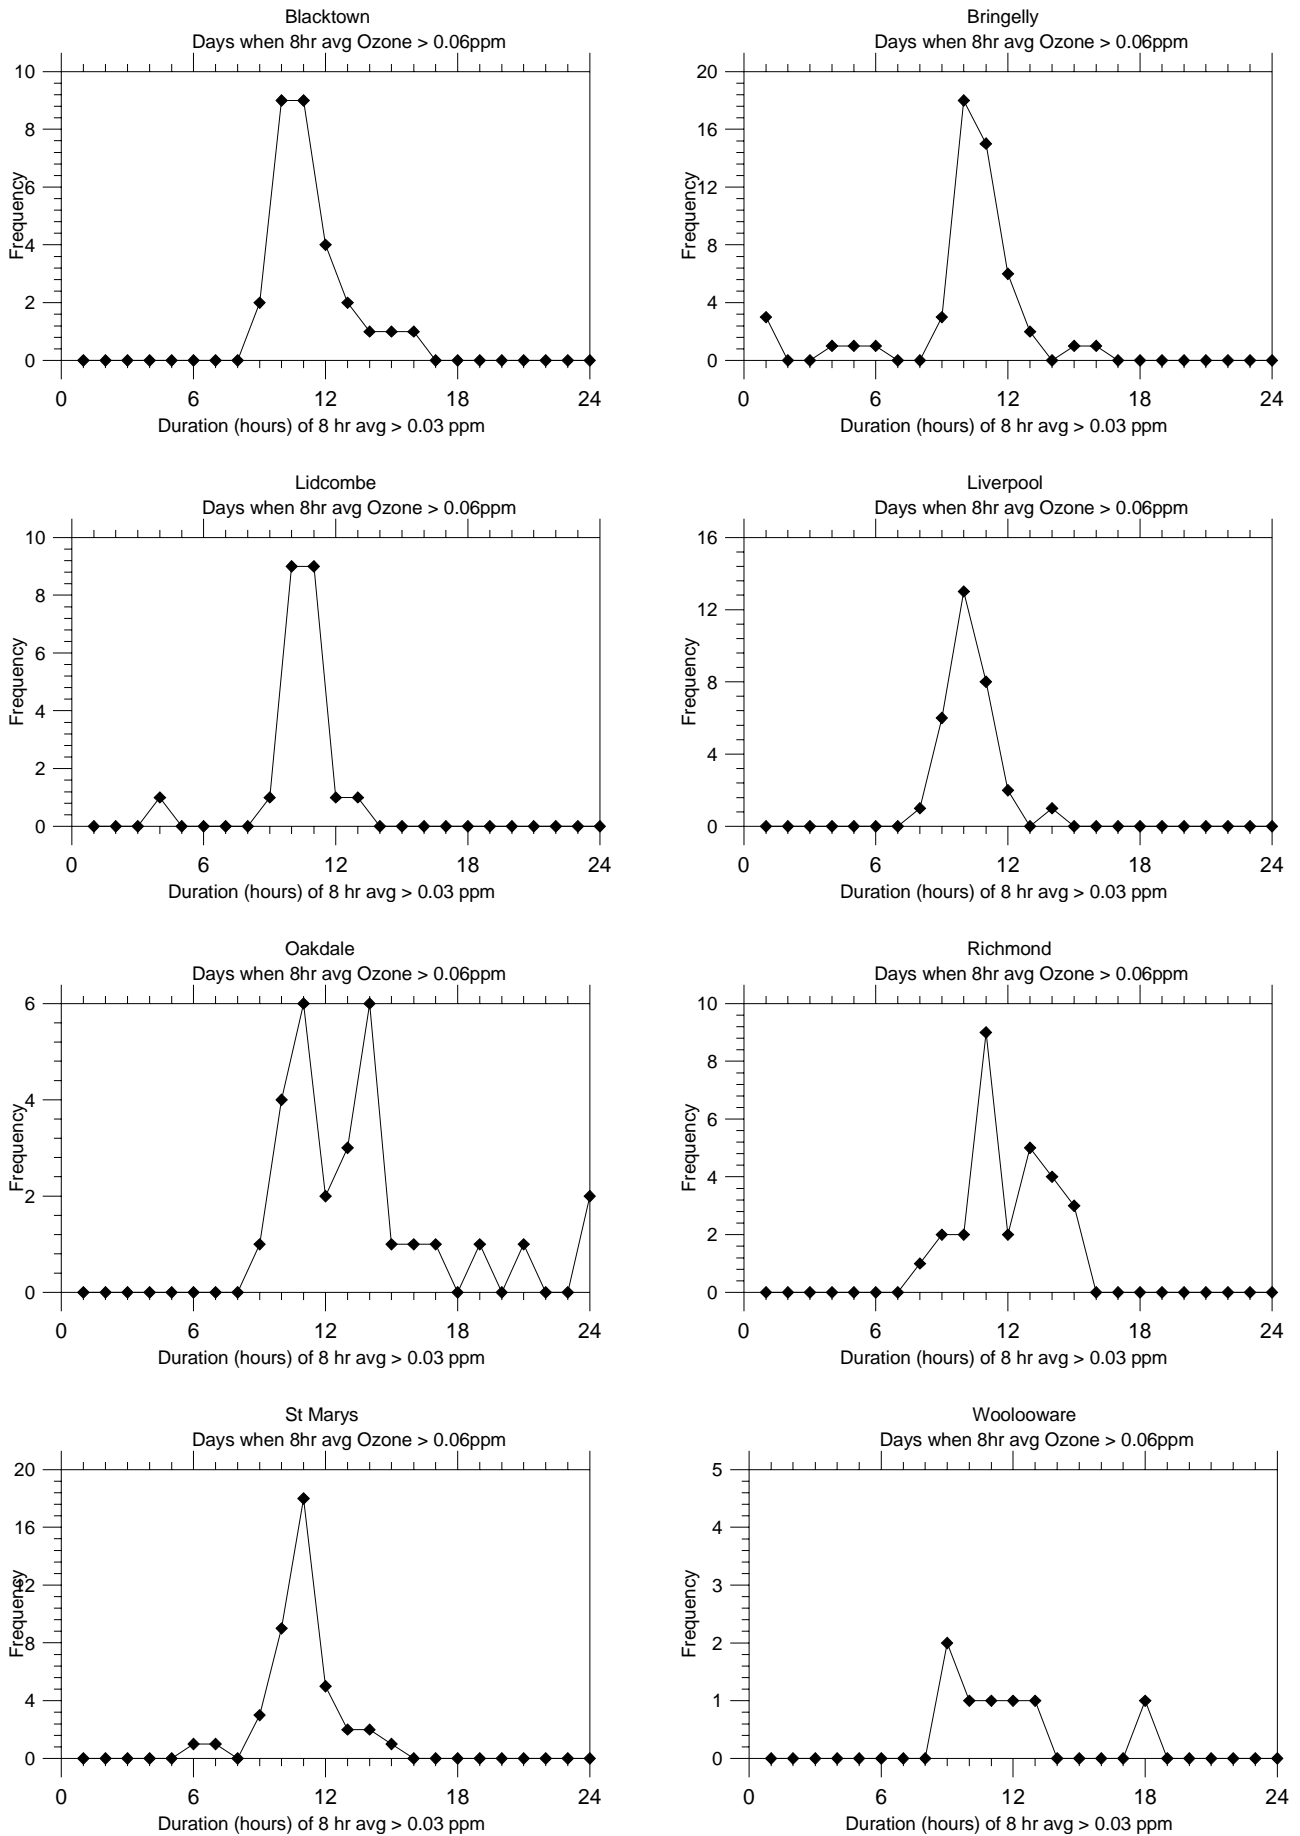 Blacktown
Days when 8hr avg Ozone > 0.06ppm
10
8
6
4
2
0
Frequency
0 6 12 18 24
Duration (hours) of 8 hr avg > 0.03 ppm
Bringelly
Days when 8hr avg Ozone > 0.06ppm
20
16
12
8
4
0
Frequency
0 6 12 18 24
Duration (hours) of 8 hr avg > 0.03 ppm
Lidcombe
Days when 8hr avg Ozone > 0.06ppm
10
8
6
4
2
0
Frequency
0 6 12 18 24
Duration (hours) of 8 hr avg > 0.03 ppm
Liverpool
Days when 8hr avg Ozone > 0.06ppm
16
12
8
4
0
Frequency
0 6 12 18 24
Duration (hours) of 8 hr avg > 0.03 ppm
Oakdale
Days when 8hr avg Ozone > 0.06ppm
6
4
2
0
Frequency
0 6 12 18 24
Duration (hours) of 8 hr avg > 0.03 ppm
Richmond
Days when 8hr avg Ozone > 0.06ppm
10
8
6
4
2
0
Frequency
0 6 12 18 24
Duration (hours) of 8 hr avg > 0.03 ppm
St Marys
Days when 8hr avg Ozone > 0.06ppm
20
16
12
8
4
0
Frequency
0 6 12 18 24
Duration (hours) of 8 hr avg > 0.03 ppm
Woolooware
Days when 8hr avg Ozone > 0.06ppm
5
4
3
2
1
0
Frequency
0 6 12 18 24
Duration (hours) of 8 hr avg > 0.03 ppm